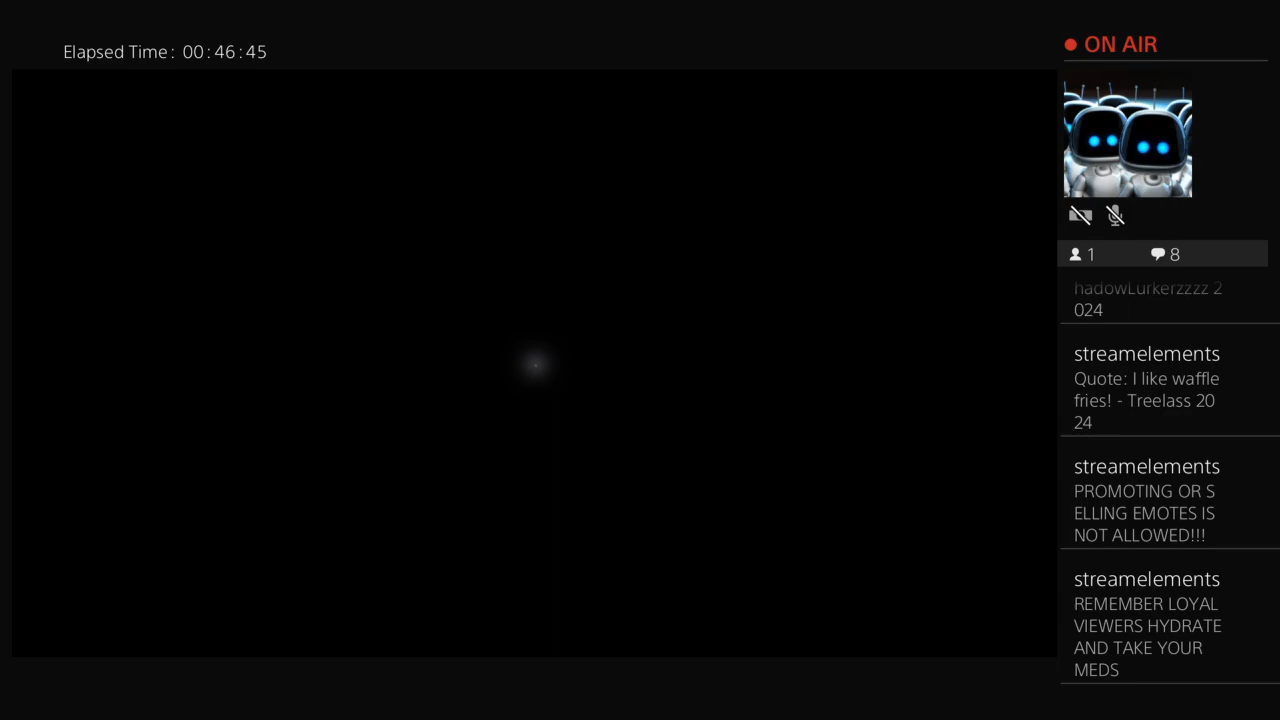 Elapsed Time: 00:46:45
ON AIR
1 8
hadowLurkerzzzz 2
024
streamelements
Quote: I like waffle
fries! - Treelass 20
24
streamelements
PROMOTING OR S
ELLING EMOTES IS
NOT ALLOWED!!!
streamelements
REMEMBER LOYAL
VIEWERS HYDRATE
AND TAKE YOUR
MEDS